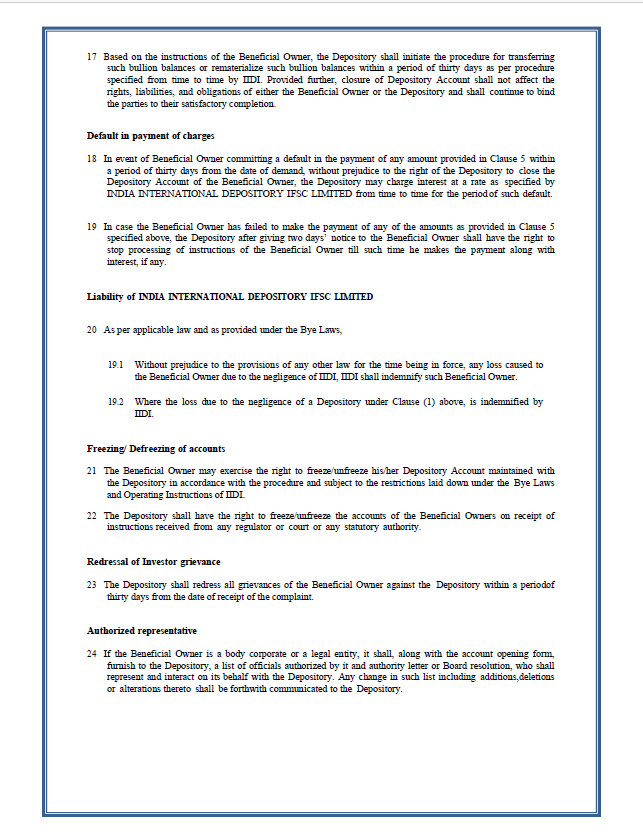 17 Based on the instructions of the Beneficial Owner, the Depository shall initiate the procedure for transferring
such bullion balances or rematerialize such bullion balances within a period of thirty days as per procedure
specified from time to time by IIDI. Provided further, closure of Depository Account shall not affect the
rights, liabilities, and obligations of either the Beneficial Owner or the Depository and shall continue to bind
the parties to their satisfactory completion.
Default in payment of charges
18 In event of Beneficial Owner committing a default in the payment of any amount provided in Clause 5 within
a period of thirty days from the date of demand, without prejudice to the right of the Depository to close the
Depository Account of the Beneficial Owner, the Depository may charge interest at a rate as specified by
INDIA INTERNATIONAL DEPOSITORY IFSC LIMITED from time to time for the period of such default.
19 In case the Beneficial Owner has failed to make the payment of any of the amounts as provided in Clause 5
specified above, the Depository after giving two days' notice to the Beneficial Owner shall have the right to
stop processing of instructions of the Beneficial Owner till such time he makes the payment along with
interest, if any.
Liability of INDIA INTERNATIONAL DEPOSITORY IFSC LIMITED
20 As per applicable law and as provided under the Bye Laws,
19.1 Without prejudice to the provisions of any other law for the time being in force, any loss caused to
the Beneficial Owner due to the negligence of IIDI, IIDI shall indemnify such Beneficial Owner.
19.2 Where the loss due to the negligence of a Depository under Clause (1) above, is indemnified by
IIDI.
Freezing/ Defreezing of accounts
21 The Beneficial Owner may exercise the right to freeze/unfreeze his/her Depository Account maintained with
the Depository in accordance with the procedure and subject to the restrictions laid down under the Bye Laws
and Operating Instructions of IIDI.
22 The Depository shall have the right to freeze/unfreeze the accounts of the Beneficial Owners on receipt of
instructions received from any regulator or court or any statutory authority.
Redressal of Investor grievance
23 The Depository shall redress all grievances of the Beneficial Owner against the Depository within a periodof
thirty days from the date of receipt of the complaint.
Authorized representative
24 If the Beneficial Owner is a body corporate or a legal entity, it shall, along with the account opening form,
furnish to the Depository, a list of officials authorized by it and authority letter or Board resolution, who shall
represent and interact on its behalf with the Depository. Any change in such list including additions,deletions
or alterations thereto shall be forthwith communicated to the Depository.